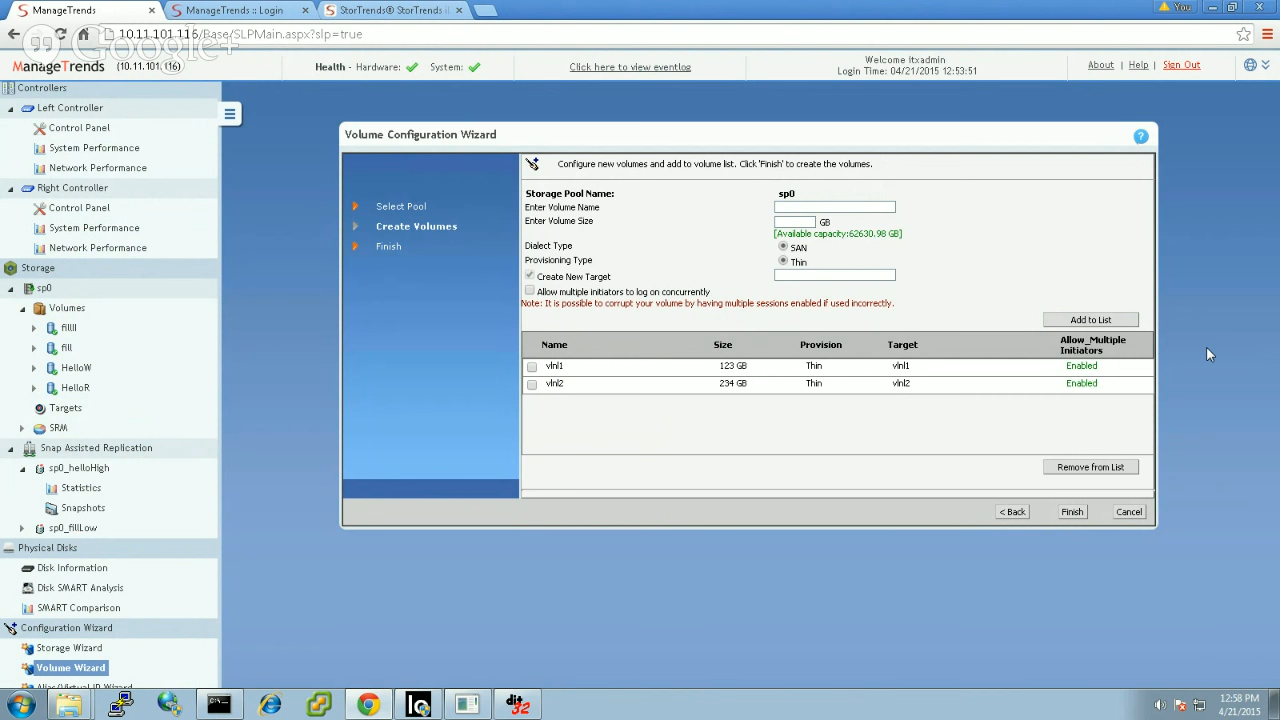 ManageTrends
ManageTrends :: Login
StorTrends® StorTrends i
You
10.11.101.116/Base/SLPMain.aspx?slp=true
Google+
ManageTrends
(10.11.101.116)
Health - Hardware:
System:
Click here to view eventlog
Welcome itxadmin
Login Time: 04/21/2015 12:53:51
About | Help | Sign Out
Controllers
Left Controller
Control Panel
System Performance
Network Performance
Right Controller
Control Panel
System Performance
Network Performance
Storage
sp0
Volumes
fillll
fill
HelloW
HelloR
Targets
SRM
Snap Assisted Replication
sp0_helloHigh
Statistics
Snapshots
sp0_fillLow
Physical Disks
Disk Information
Disk SMART Analysis
SMART Comparison
Configuration Wizard
Storage Wizard
Volume Wizard
Alias/Virtual IP Wizard
Volume Configuration Wizard
?
Select Pool
Create Volumes
Finish
Configure new volumes and add to volume list. Click 'Finish' to create the volumes.
Storage Pool Name: sp0
Enter Volume Name
Enter Volume Size GB
[Available capacity:62630.98 GB]
Dialect Type SAN
Provisioning Type Thin
Create New Target
Allow multiple initiators to log on concurrently
Note: It is possible to corrupt your volume by having multiple sessions enabled if used incorrectly.
Add to List
Name Size Provision Target Allow_Multiple Initiators
vlnl1 123 GB Thin vlnl1 Enabled
vlnl2 234 GB Thin vlnl2 Enabled
Remove from List
< Back Finish Cancel
12:58 PM
4/21/2015